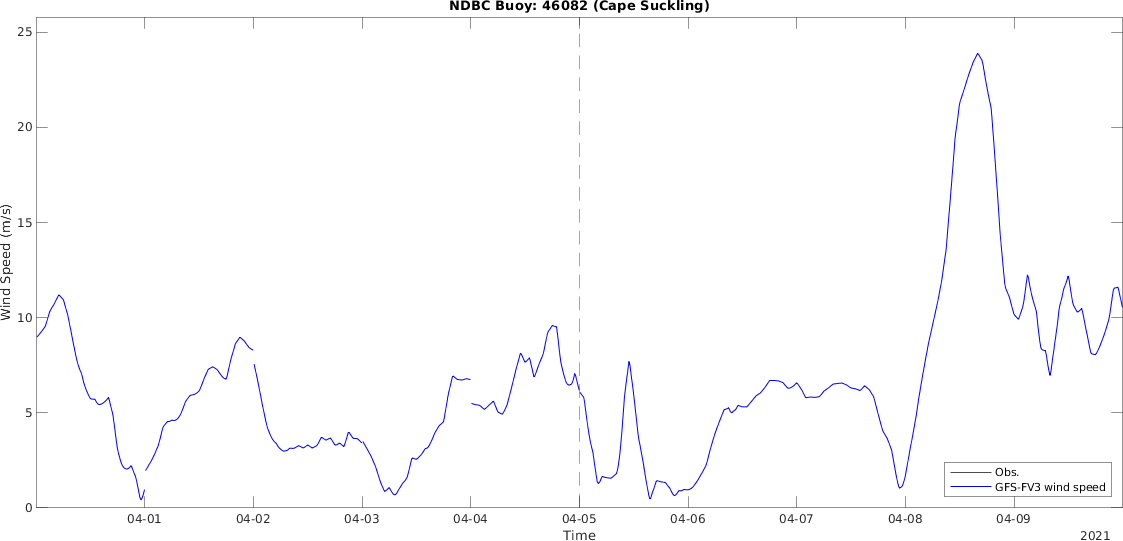 NDBC Buoy: 46082 (Cape Suckling)
Wind Speed (m/s)
25
20
15
10
5
0
04-01 04-02 04-03 04-04 04-05 04-06 04-07 04-08 04-09
Time
2021
Obs.
GFS-FV3 wind speed